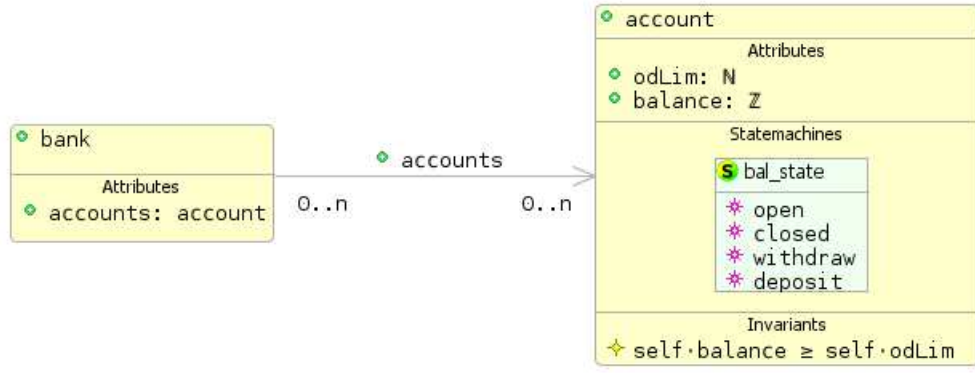 bank
Attributes
accounts: account
accounts
0..n
0..n
account
Attributes
odLim: ℕ
balance: ℤ
Statemachines
S bal_state
open
closed
withdraw
deposit
Invariants
self·balance ≥ self·odLim